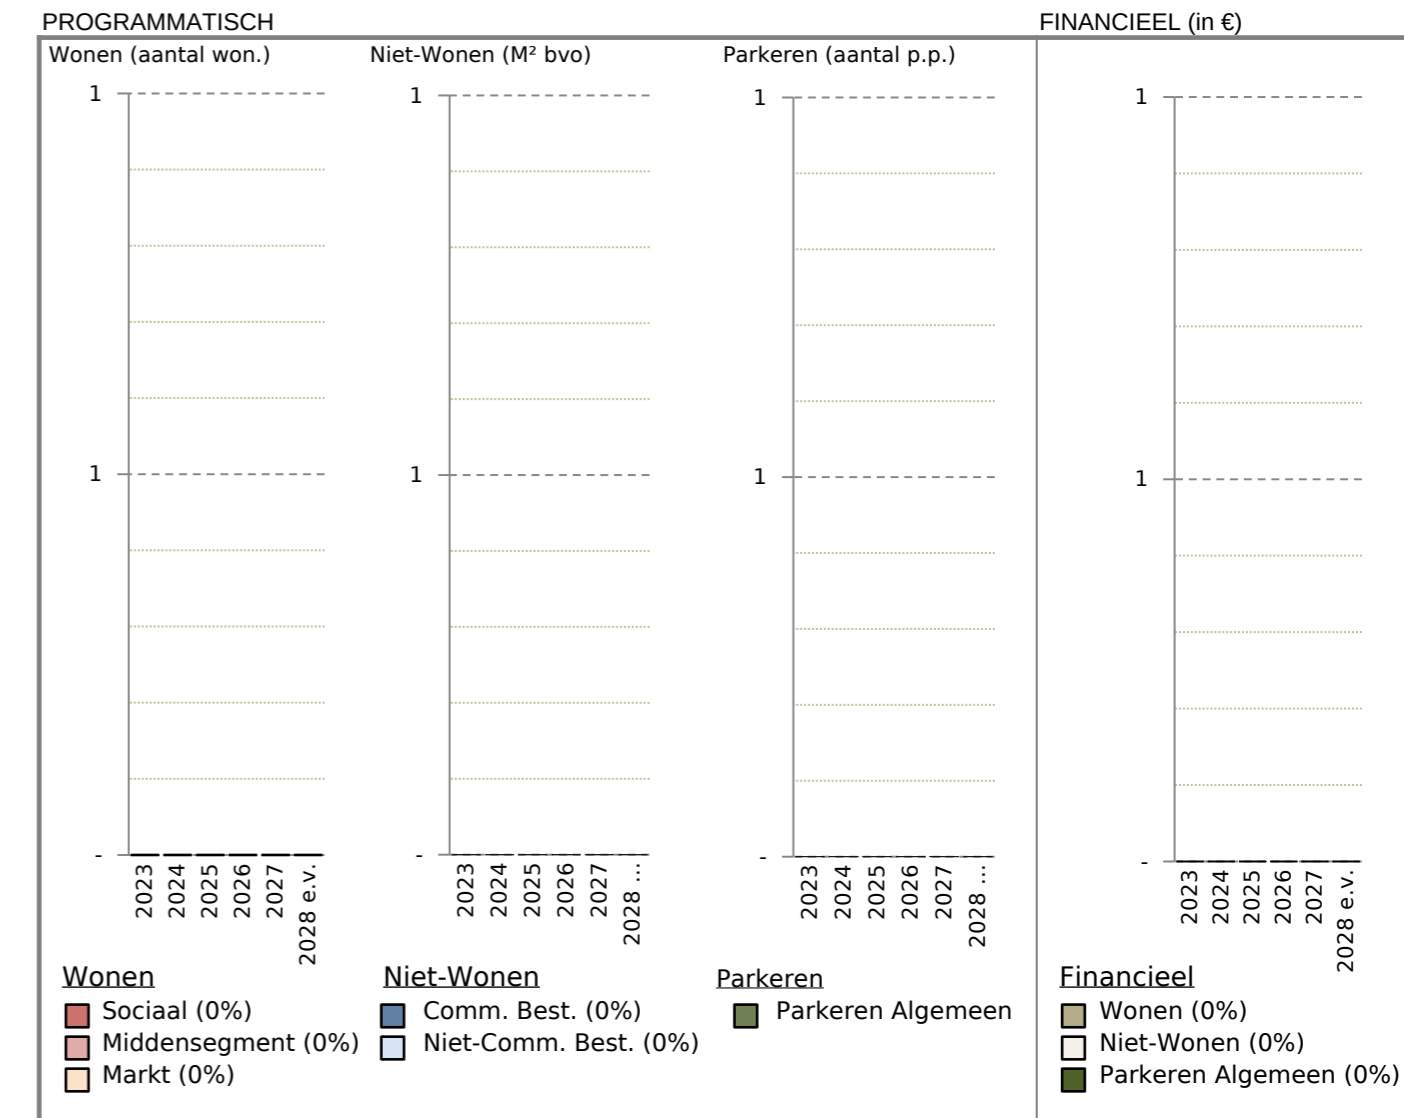 PROGRAMMATISCH
FINANCIEEL (in €)
Wonen (aantal won.)
Niet-Wonen (M² bvo)
Parkeren (aantal p.p.)
1
1
1
1
1
1
1
1
-
-
-
-
2023
2024
2025
2026
2027
2028 e.v.
2023
2024
2025
2026
2027
2028 ...
2023
2024
2025
2026
2027
2028 ...
2023
2024
2025
2026
2027
2028 e.v.
Wonen
Sociaal (0%)
Middensegment (0%)
Markt (0%)
Niet-Wonen
Comm. Best. (0%)
Niet-Comm. Best. (0%)
Parkeren
Parkeren Algemeen
Financieel
Wonen (0%)
Niet-Wonen (0%)
Parkeren Algemeen (0%)